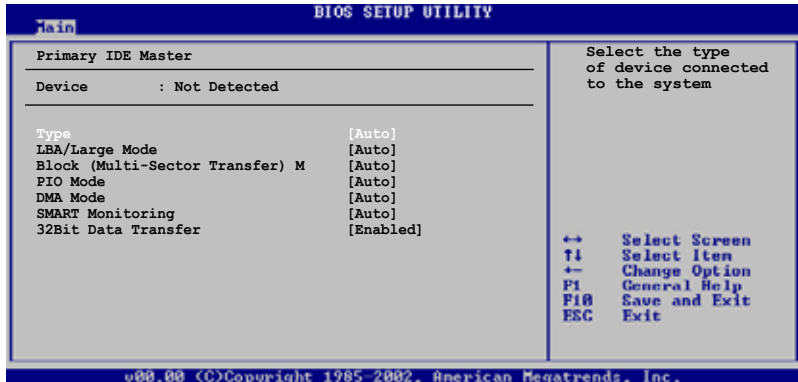 BIOS SETUP UTILITY
Main
Primary IDE Master
Device : Not Detected
Type [Auto]
LBA/Large Mode [Auto]
Block (Multi-Sector Transfer) M [Auto]
PIO Mode [Auto]
DMA Mode [Auto]
SMART Monitoring [Auto]
32Bit Data Transfer [Enabled]
Select the type
of device connected
to the system
←→ Select Screen
↑↓ Select Item
+- Change Option
F1 General Help
F10 Save and Exit
ESC Exit
v00.00 (C)Copyright 1985-2002, American Megatrends, Inc.